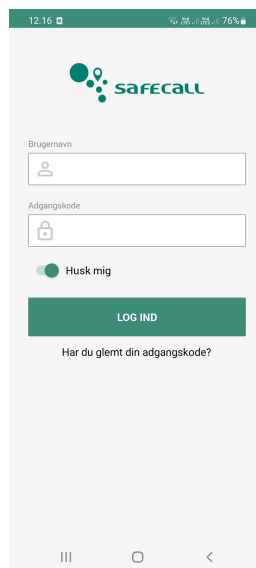 12.16 76%
SAFECALL
Brugernavn
Adgangskode
Husk mig
LOG IND
Har du glemt din adgangskode?